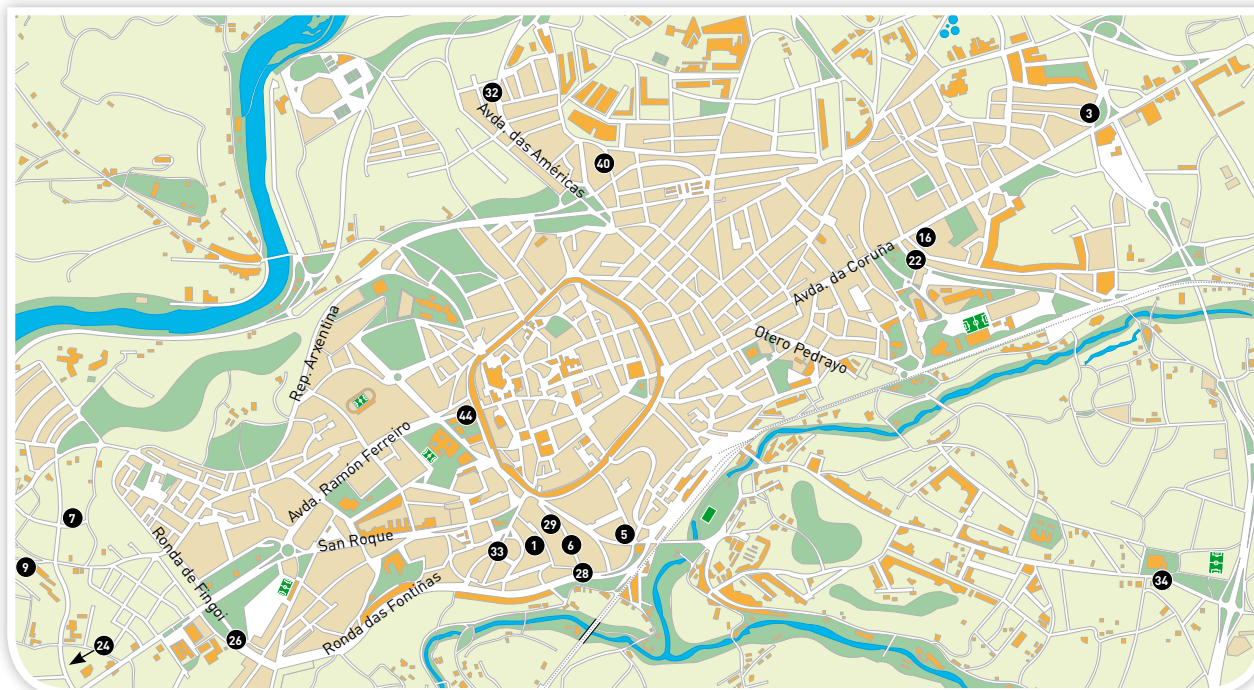 32
3
Avda. das Américas
40
16
22
Avda. da Coruña
Rep. Arxentina
Otero Pedrayo
44
Avda. Ramón Ferreiro
7
29
5
San Roque
33
1
6
9
Ronda de Fingoi
28
34
Ronda das Fontiñas
26
24